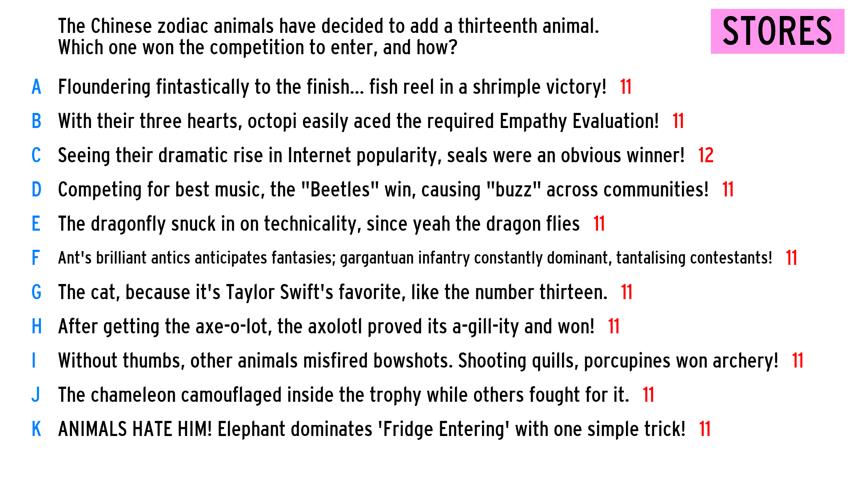 The Chinese zodiac animals have decided to add a thirteenth animal.
Which one won the competition to enter, and how?
STORES
A Floundering fintastically to the finish... fish reel in a shrimple victory! 11
B With their three hearts, octopi easily aced the required Empathy Evaluation! 11
C Seeing their dramatic rise in Internet popularity, seals were an obvious winner! 12
D Competing for best music, the "Beetles" win, causing "buzz" across communities! 11
E The dragonfly snuck in on technicality, since yeah the dragon flies 11
F Ant's brilliant antics anticipates fantasies; gargantuan infantry constantly dominant, tantalising contestants! 11
G The cat, because it's Taylor Swift's favorite, like the number thirteen. 11
H After getting the axe-o-lot, the axolotl proved its a-gill-ity and won! 11
I Without thumbs, other animals misfired bowshots. Shooting quills, porcupines won archery! 11
J The chameleon camouflaged inside the trophy while others fought for it. 11
K ANIMALS HATE HIM! Elephant dominates 'Fridge Entering' with one simple trick! 11